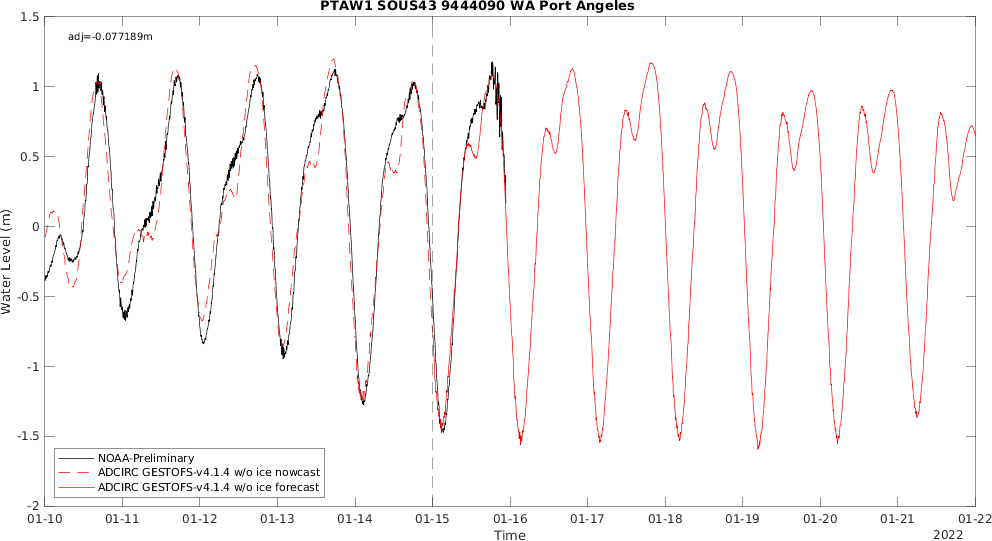 PTAW1 SOUS43 9444090 WA Port Angeles
adj=-0.077189m
1.5
1
0.5
0
-0.5
-1
-1.5
-2
Water Level (m)
NOAA-Preliminary
ADCIRC GESTOFS-v4.1.4 w/o ice nowcast
ADCIRC GESTOFS-v4.1.4 w/o ice forecast
01-10 01-11 01-12 01-13 01-14 01-15 01-16 01-17 01-18 01-19 01-20 01-21 01-22
Time
2022